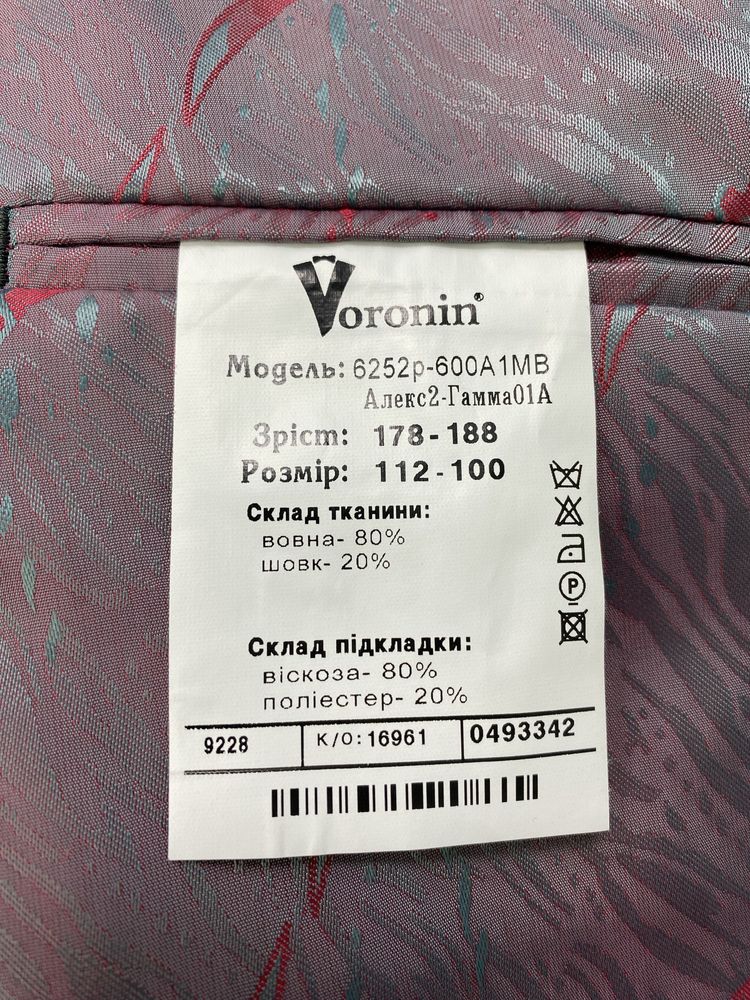 Voronin®
Модель: 6252р-600А1МВ
Алекс2-Гамма01А
Зріст: 178-188
Розмір: 112-100
Склад тканини:
вовна- 80%
шовк- 20%
P
Склад підкладки:
віскоза- 80%
поліестер- 20%
9228 К/О: 16961 0493342